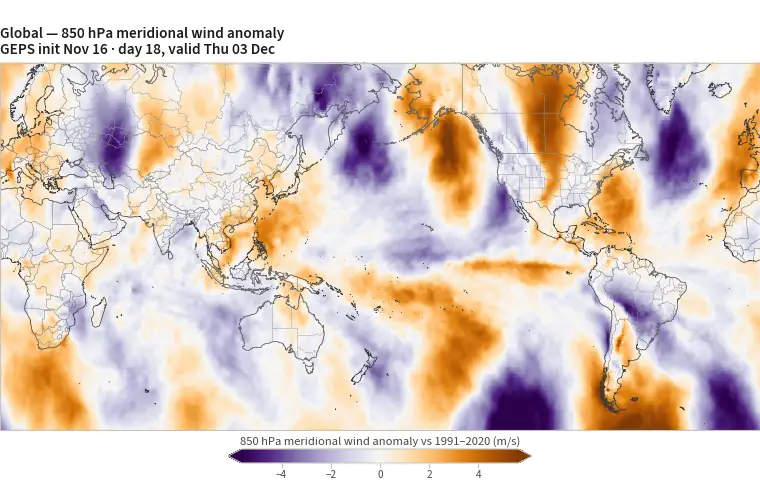 Global — 850 hPa meridional wind anomaly
GEPS init Nov 16 · day 18, valid Thu 03 Dec
850 hPa meridional wind anomaly vs 1991–2020 (m/s)
−4 −2 0 2 4